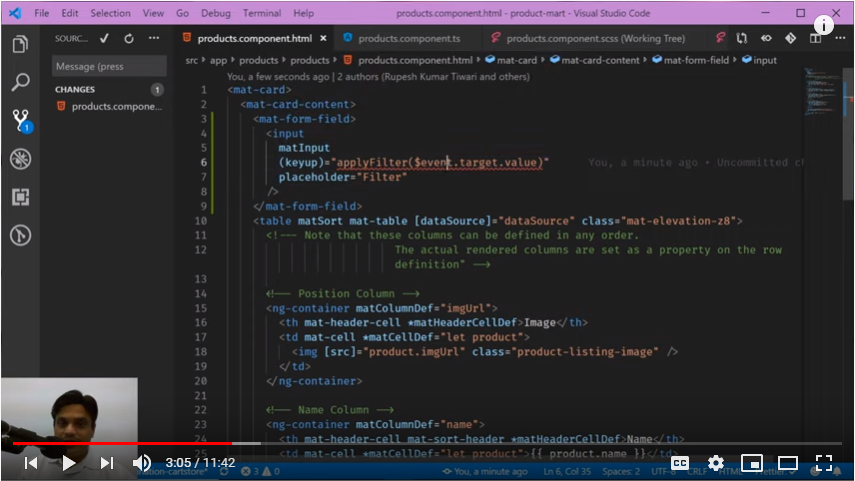 File Edit Selection View Go Debug Terminal Help products.component.html - product-mart - Visual Studio Code
SOURC... products.component.html products.component.ts products.component.scss (Working Tree)
src > app > products > products > products.component.html > mat-card > mat-card-content > mat-form-field > input
Message (press
CHANGES 1
products.compone...
1
You, a few seconds ago | 2 authors (Rupesh Kumar Tiwari and others)
1 <mat-card>
2 <mat-card-content>
3 <mat-form-field>
4 <input
5 matInput
6 (keyup)="applyFilter($event.target.value)" You, a minute ago • Uncommitted
7 placeholder="Filter"
8 />
9 </mat-form-field>
10 <table matSort mat-table [dataSource]="dataSource" class="mat-elevation-z8">
11 <!-- Note that these columns can be defined in any order.
12 The actual rendered columns are set as a property on the row
definition" -->
13
14 <!-- Position Column -->
15 <ng-container matColumnDef="imgUrl">
16 <th mat-header-cell *matHeaderCellDef>Image</th>
17 <td mat-cell *matCellDef="let product">
18 <img [src]="product.imgUrl" class="product-listing-image" />
19 </td>
20 </ng-container>
21
22 <!-- Name Column -->
23 <ng-container matColumnDef="name">
24 <th mat-header-cell mat-sort-header *matHeaderCellDef>Name</th>
25 <td mat-cell *matCellDef="let product">{{ product.name }}
3:05 / 11:42
3 0 You, a minute ago Ln 6, Col 35 Spaces: 2 UTF-8 CRLF HTML
CC